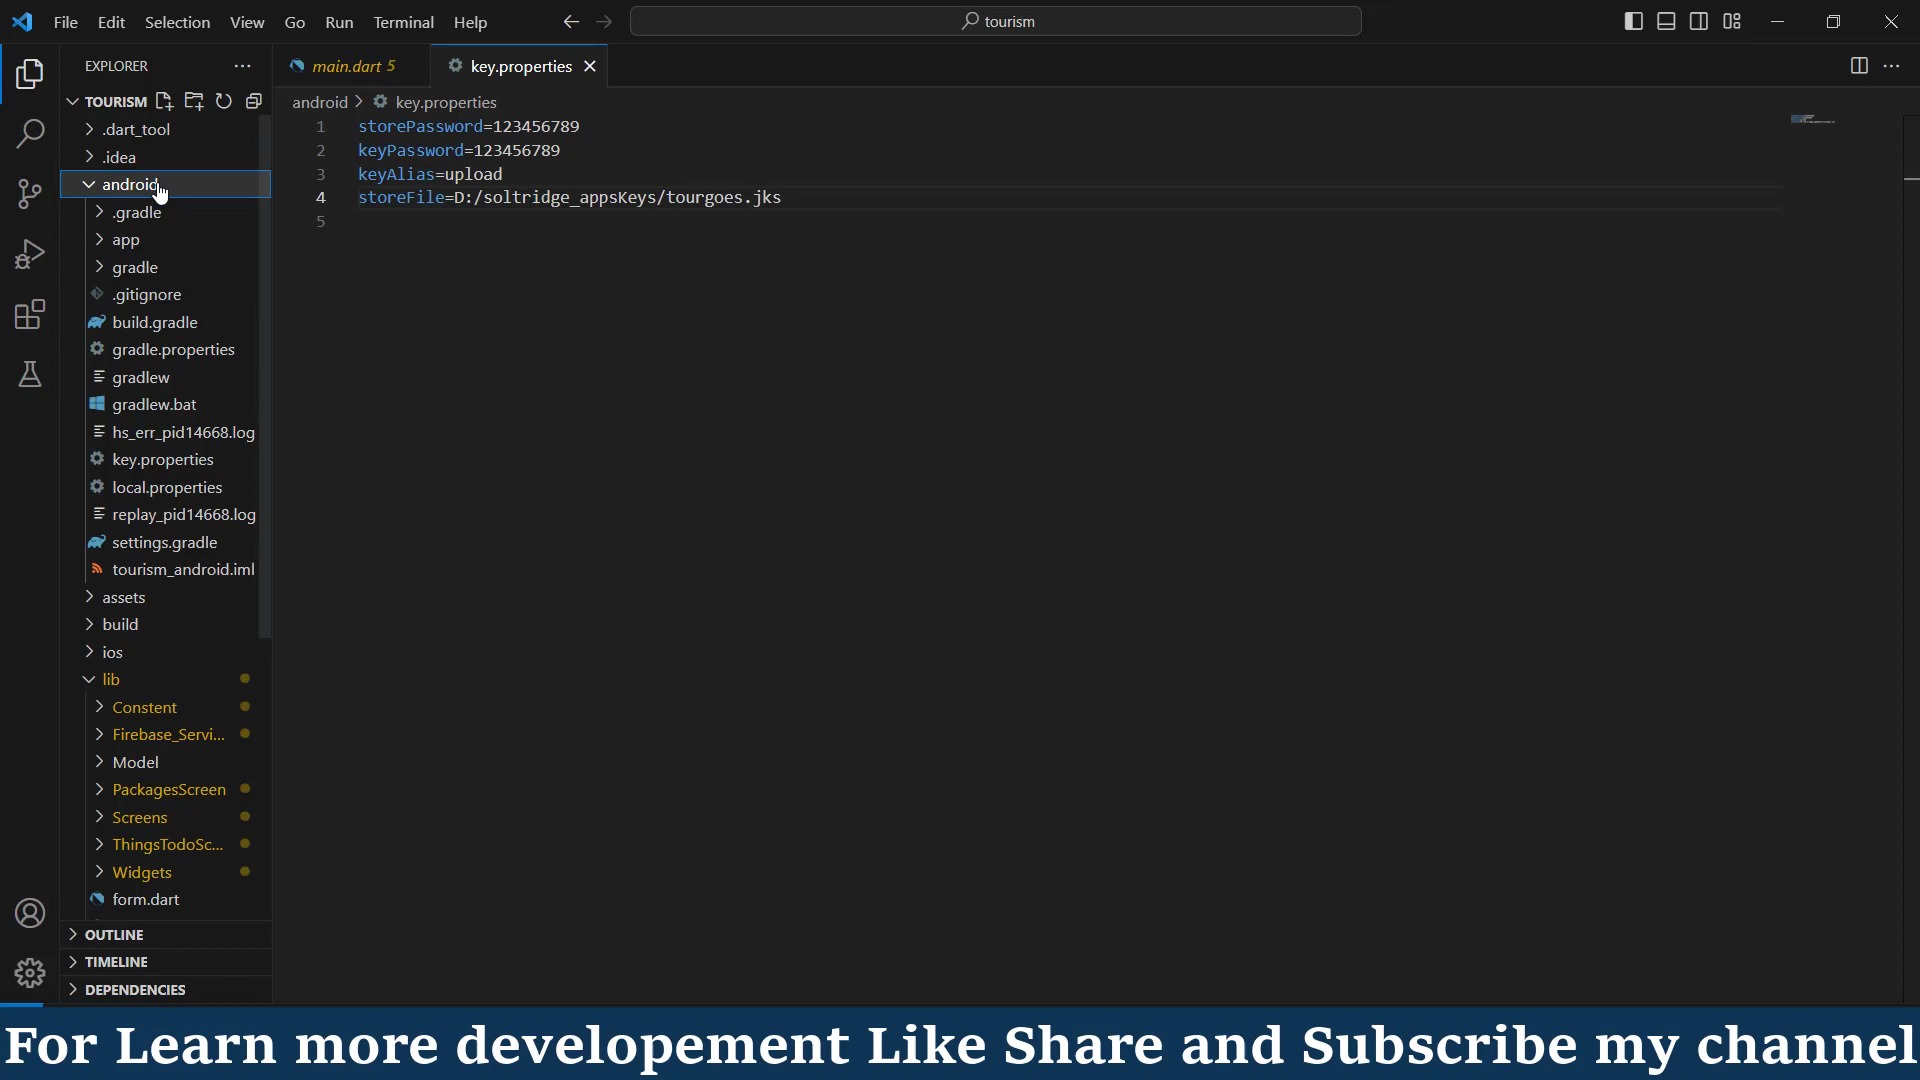 File Edit Selection View Go Run Terminal Help
tourism
EXPLORER
main.dart 5
key.properties
TOURISM
android > key.properties
.dart_tool
.idea
android
.gradle
app
gradle
.gitignore
build.gradle
gradle.properties
gradlew
gradlew.bat
hs_err_pid14668.log
key.properties
local.properties
replay_pid14668.log
settings.gradle
tourism_android.iml
assets
build
ios
lib
Constent
Firebase_Servi...
Model
PackagesScreen
Screens
ThingsTodoSc...
Widgets
form.dart
OUTLINE
TIMELINE
DEPENDENCIES
1 storePassword=123456789
2 keyPassword=123456789
3 keyAlias=upload
4 storeFile=D:/soltridge_appsKeys/tourgoes.jks
5
For Learn more developement Like Share and Subscribe my channel